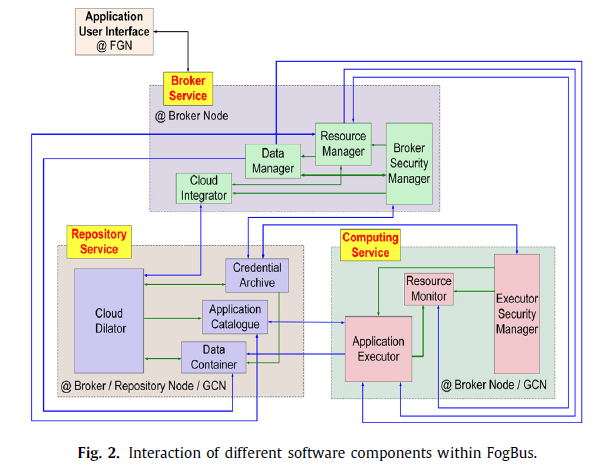 Application
User Interface
@ FGN
Broker
Service
@ Broker Node
Resource
Manager
Broker
Security
Manager
Data
Manager
Cloud
Integrator
Repository
Service
Credential
Archive
Cloud
Dilator
Application
Catalogue
Data
Container
@ Broker / Repository Node / GCN
Computing
Service
Resource
Monitor
Executor
Security
Manager
Application
Executor
@ Broker Node / GCN
Fig. 2. Interaction of different software components within FogBus.